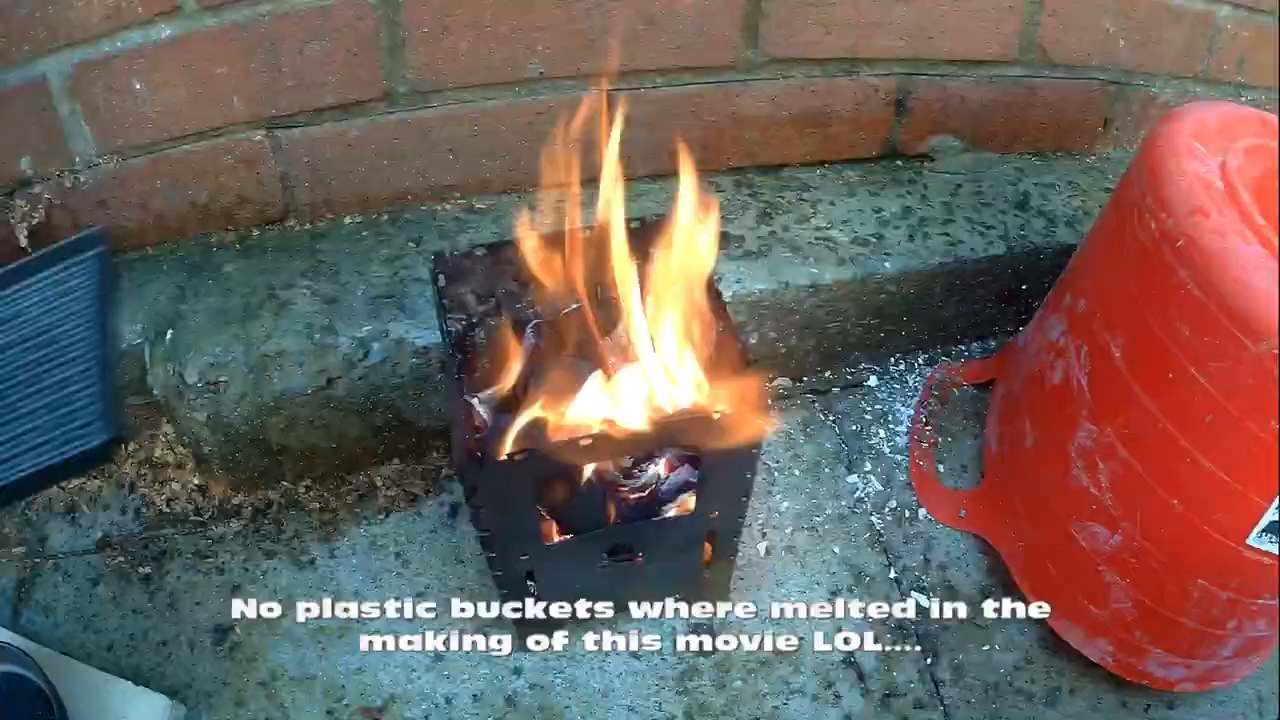 No plastic buckets where melted in the
making of this movie LOL....